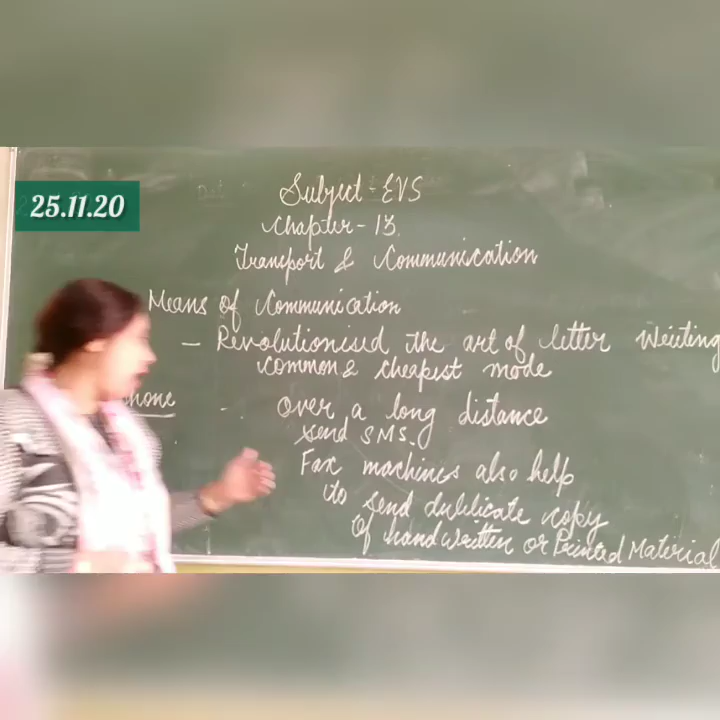 25.11.20
Subject - EVS
Chapter - 13.
Transport & Communication
Means of Communication
- Revolutionised the art of letter Writing
Common & cheapest mode
hone - Over a long distance
send SMS.
Fax machines also help
to send dublicate copy
of handwritten or Printed Material